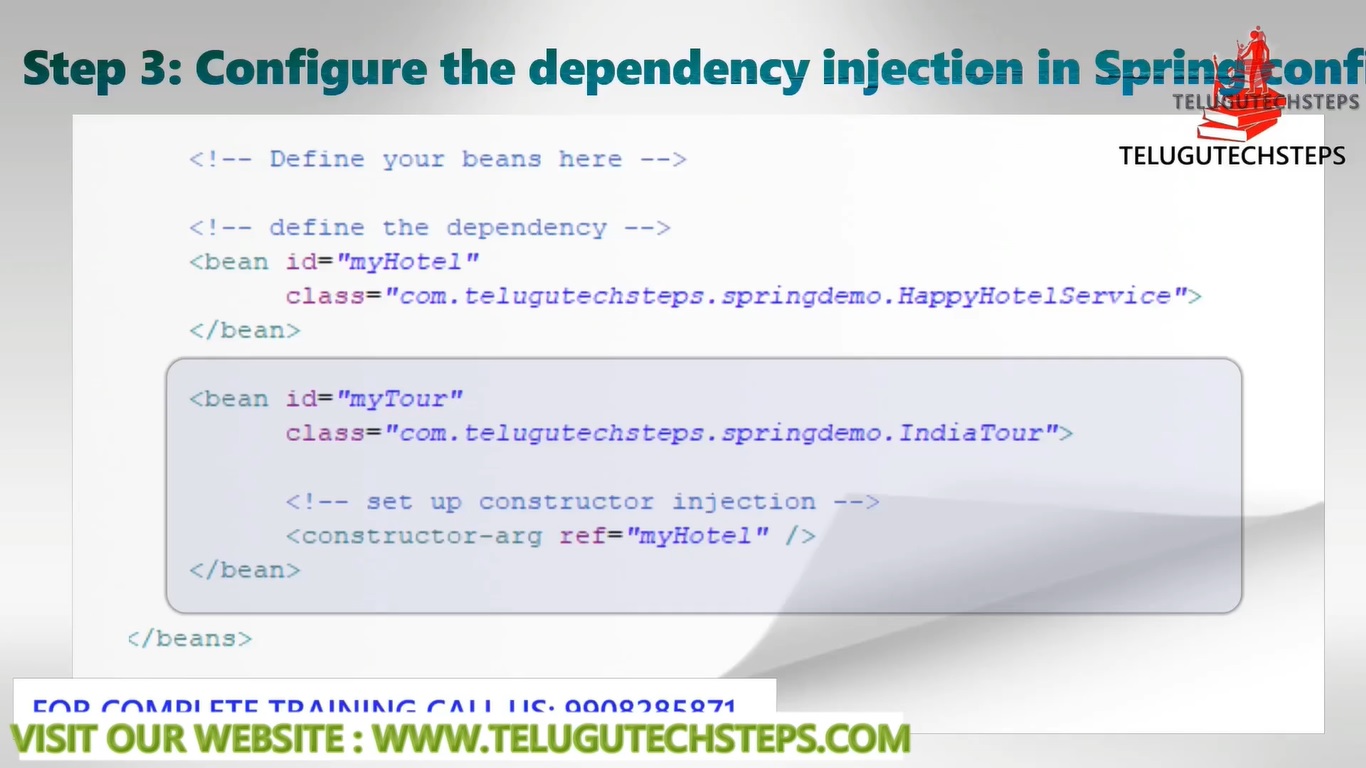 Step 3: Configure the dependency injection in Spring conf
TELUGUTECHSTEPS
TELUGUTECHSTEPS
<!-- Define your beans here -->
<!-- define the dependency -->
<bean id="myHotel"
class="com.telugutechsteps.springdemo.HappyHotelService">
</bean>
<bean id="myTour"
class="com.telugutechsteps.springdemo.IndiaTour">
<!-- set up constructor injection -->
<constructor-arg ref="myHotel" />
</bean>
</beans>
FOR COMPLETE TRAINING CALL US: 9908285871
VISIT OUR WEBSITE : WWW.TELUGUTECHSTEPS.COM